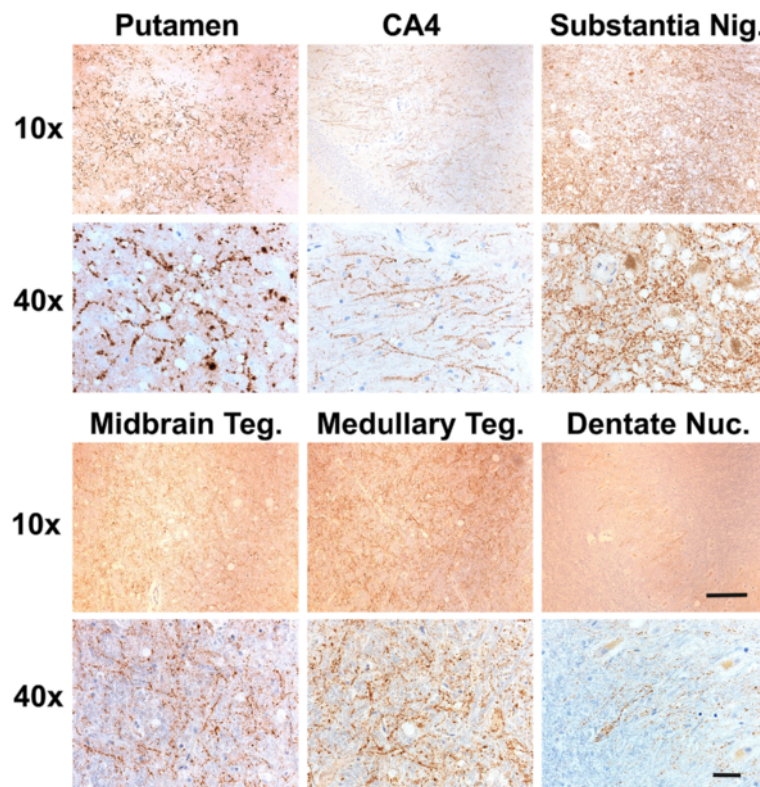 Putamen CA4 Substantia Nig.
10x
40x
Midbrain Teg. Medullary Teg. Dentate Nuc.
10x
40x